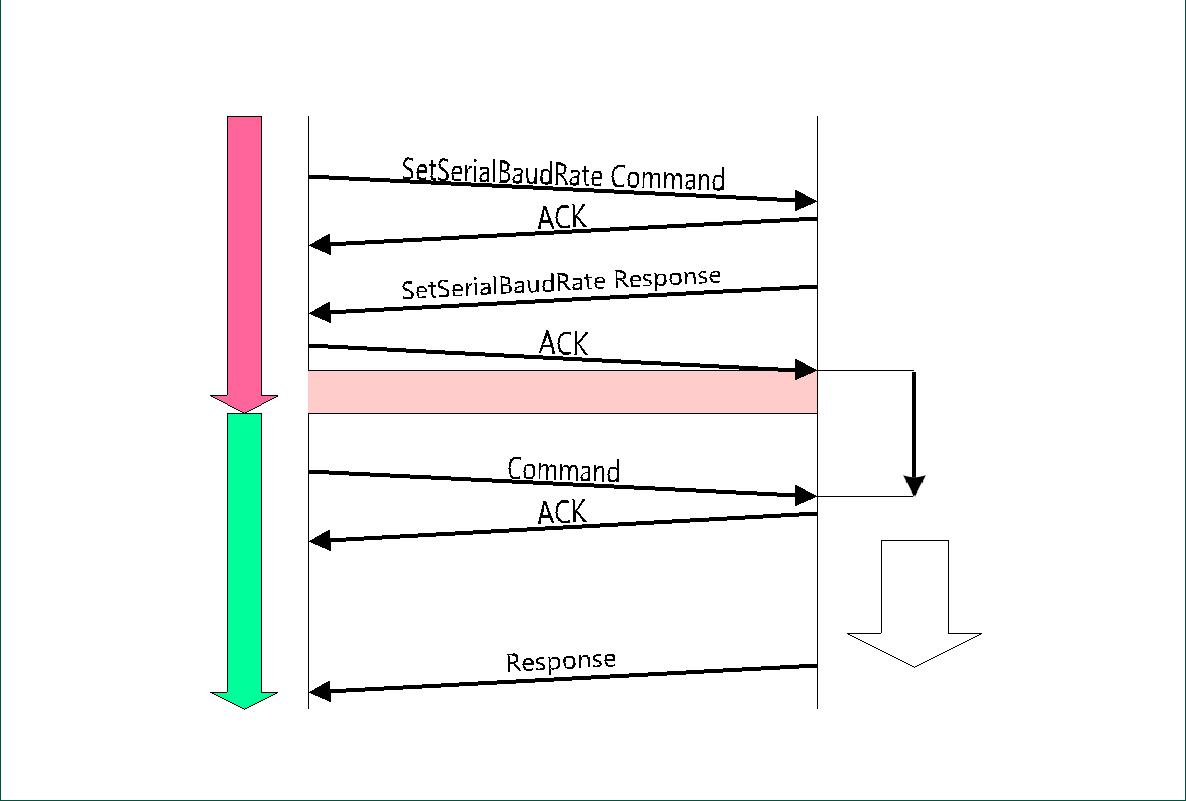 SetSerialBaudRate Command
ACK
SetSerialBaudRate Response
ACK
Command
ACK
Response